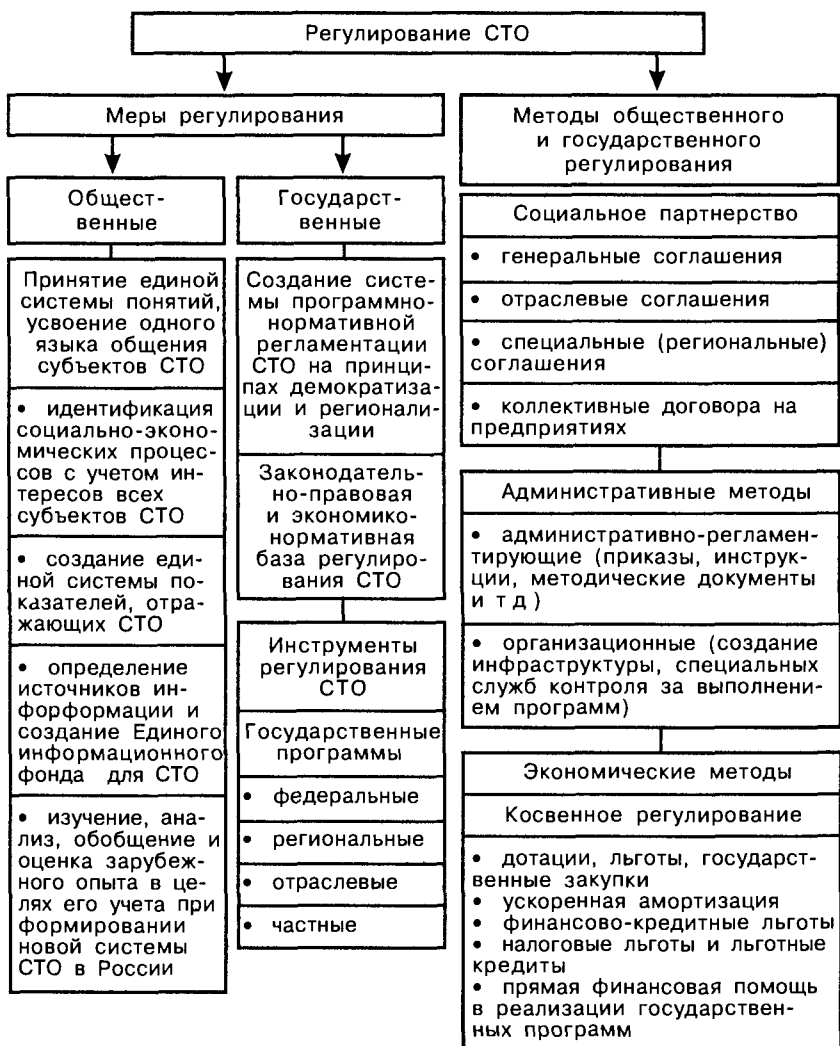 Регулирование СТО
Меры регулирования
Обществ-
венные
Принятие единой
системы понятий,
усвоение одного
языка общения
субъектов СТО
• идентификация
социально-эконо-
мических процес-
сов с учетом ин-
тересов всех
субъектов СТО
• создание еди-
ной системы по-
казателей, отра-
жающих СТО
• определение
источников ин-
форформации и
создание Единого
информационного
фонда для СТО
• изучение, ана-
лиз, обобщение и
оценка зарубеж-
ного опыта в це-
лях его учета при
формировании
новой системы
СТО в России
Государст-
венные
Создание систе-
мы программно-
нормативной
регламентации
СТО на принци-
пах демократиза-
ции и регионали-
зации
Законодатель-
но-правовая
и экономико-
нормативная
база регулиро-
вания СТО
Инструменты
регулирования
СТО
Государственные
программы
• федеральные
• региональные
• отраслевые
• частные
Методы общественного
и государственного
регулирования
Социальное партнерство
• генеральные соглашения
• отраслевые соглашения
• специальные (региональные)
соглашения
• коллективные договора на
предприятиях
Административные методы
• административно-регламен-
тирующие (приказы, инструк-
ции, методические документы
и т д )
• организационные (создание
инфраструктуры, специальных
служб контроля за выполнени-
ем программ)
Экономические методы
Косвенное регулирование
• дотации, льготы, государст-
венные закупки
• ускоренная амортизация
• финансово-кредитные льготы
• налоговые льготы и льготные
кредиты
• прямая финансовая помощь
в реализации государствен-
ных программ